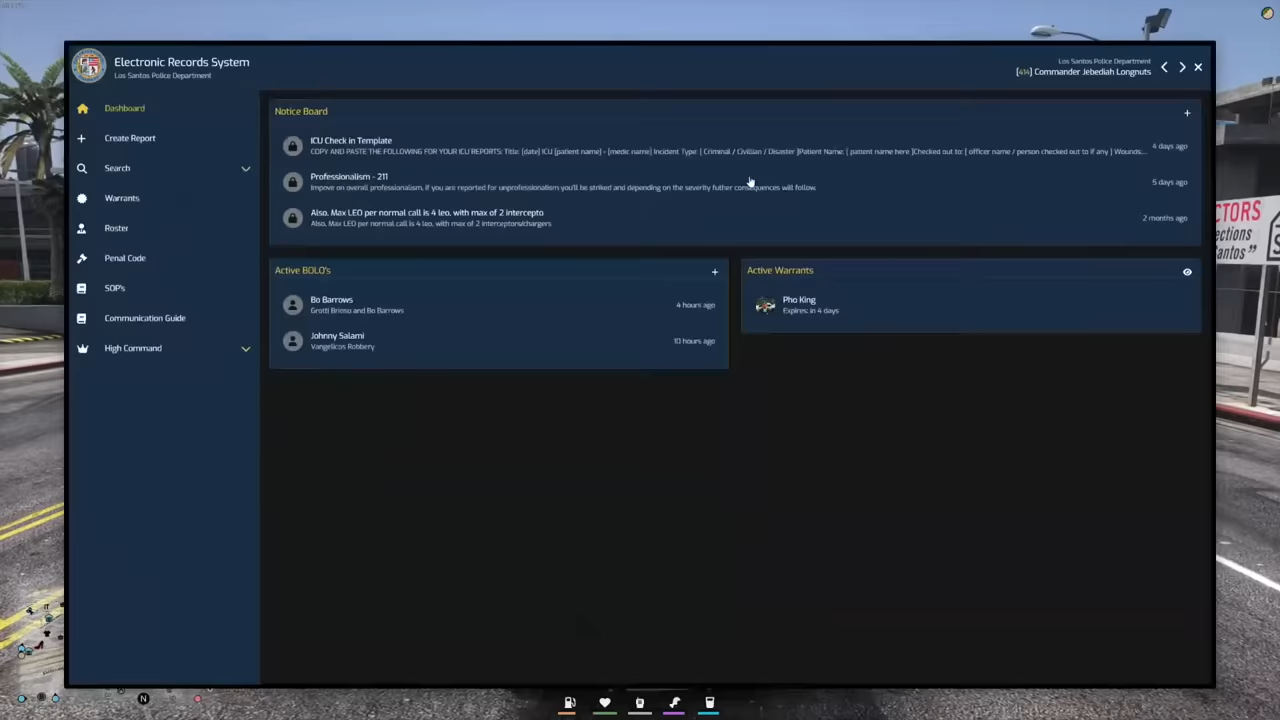 Electronic Records System
Los Santos Police Department
Los Santos Police Department
[414] Commander Jebediah Longnuts
Dashboard
Create Report
Search
Warrants
Roster
Penal Code
SOP's
Communication Guide
High Command
Notice Board
ICU Check in Template
COPY AND PASTE THE FOLLOWING FOR YOUR ICU REPORTS: Title: [date] ICU [patient name] - [medic name] Incident Type: [ Criminal / Civilian / Disaster ]Patient Name: [ patent name here ]Checked out to: [ officer name / person checked out to if any ] Wounds:...
4 days ago
Professionalism - 211
Impove on overall professionalism, if you are reported for unprofessionalism you'll be striked and depending on the severity futher consequences will follow.
5 days ago
Also, Max LEO per normal call is 4 leo, with max of 2 intercepto
Also, Max LEO per normal call is 4 leo, with max of 2 interceptors/chargers
2 months ago
Active BOLO's
Bo Barrows
Grotti Brioso and Bo Barrows
4 hours ago
Johnny Salami
Vangelicos Robbery
10 hours ago
Active Warrants
Pho King
Expires: in 4 days
CTORS
ections
antos"
N